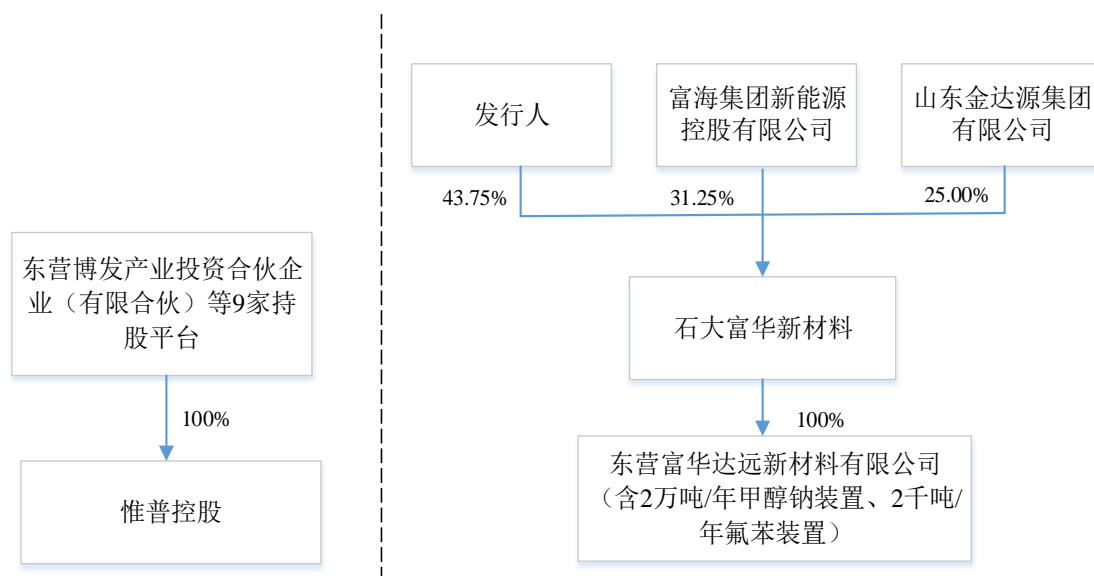 东营博发产业投资合伙企
业（有限合伙）等9家持
股平台
100%
惟普控股
发行人
富海集团新能源
控股有限公司
山东金达源集团
有限公司
43.75%
31.25%
25.00%
石大富华新材料
100%
东营富华达远新材料有限公司
（含2万吨/年甲醇钠装置、2千吨/
年氟苯装置）